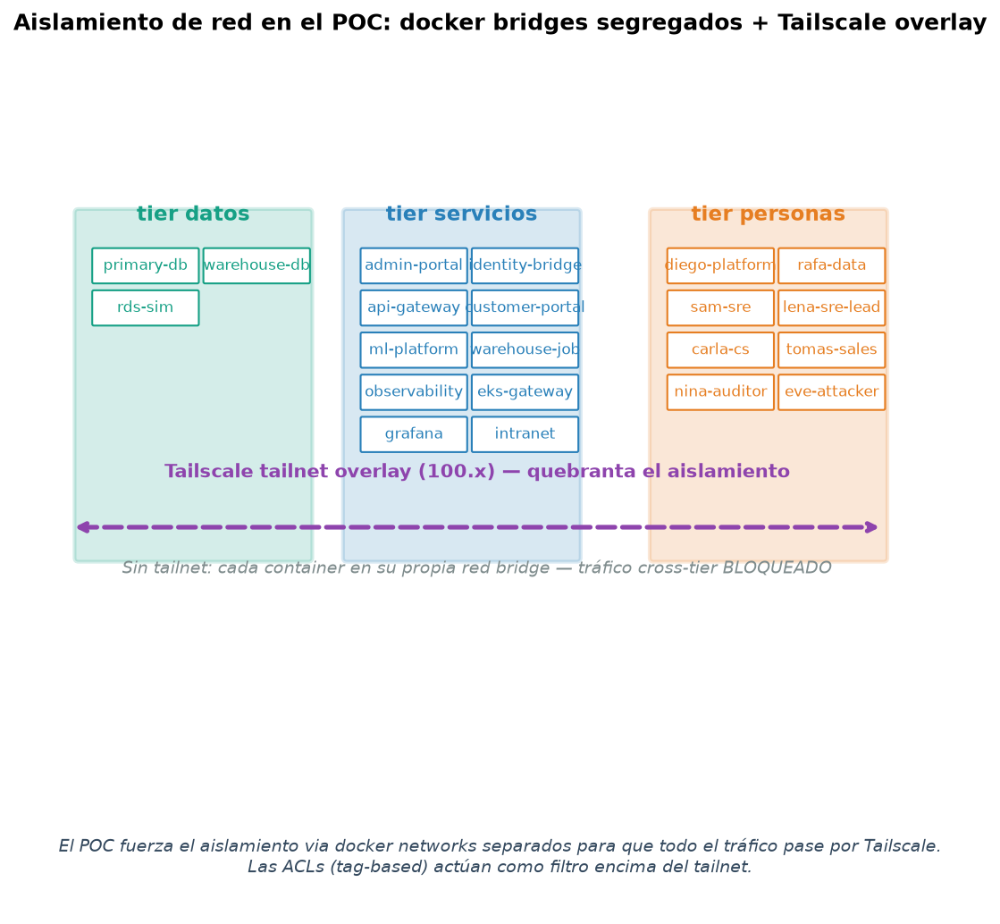 Aislamiento de red en el POC: docker bridges segregados + Tailscale overlay
tier datos
primary-db
warehouse-db
rds-sim
tier servicios
admin-portal
identity-bridge
api-gateway
customer-portal
ml-platform
warehouse-job
observability
eks-gateway
grafana
intranet
tier personas
diego-platform
rafa-data
sam-sre
lena-sre-lead
carla-cs
tomas-sales
nina-auditor
eve-attacker
Tailscale tailnet overlay (100.x) — quebranta el aislamiento
Sin tailnet: cada container en su propia red bridge — tráfico cross-tier BLOQUEADO
El POC fuerza el aislamiento via docker networks separados para que todo el tráfico pase por Tailscale.
Las ACLs (tag-based) actúan como filtro encima del tailnet.